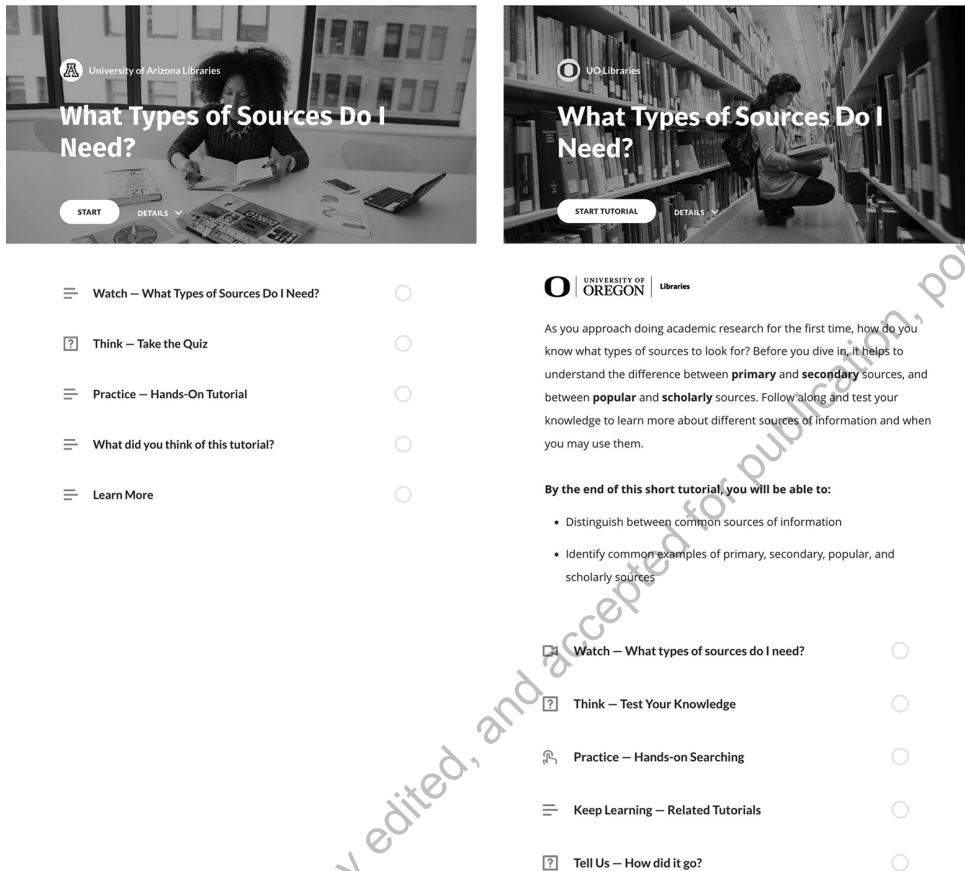 University of Arizona Libraries
What Types of Sources Do I
Need?
START
DETAILS
Watch — What Types of Sources Do I Need?
Think — Take the Quiz
Practice — Hands-On Tutorial
What did you think of this tutorial?
Learn More
UO Libraries
What Types of Sources Do I
Need?
START TUTORIAL
DETAILS
UNIVERSITY OF
OREGON
Libraries
As you approach doing academic research for the first time, how do you
know what types of sources to look for? Before you dive in, it helps to
understand the difference between primary and secondary sources, and
between popular and scholarly sources. Follow along and test your
knowledge to learn more about different sources of information and when
you may use them.
By the end of this short tutorial, you will be able to:
• Distinguish between common sources of information
• Identify common examples of primary, secondary, popular, and
scholarly sources
Watch — What types of sources do I need?
Think — Test Your Knowledge
Practice — Hands-on Searching
Keep Learning — Related Tutorials
Tell Us — How did it go?
edited, and accepted for publication,